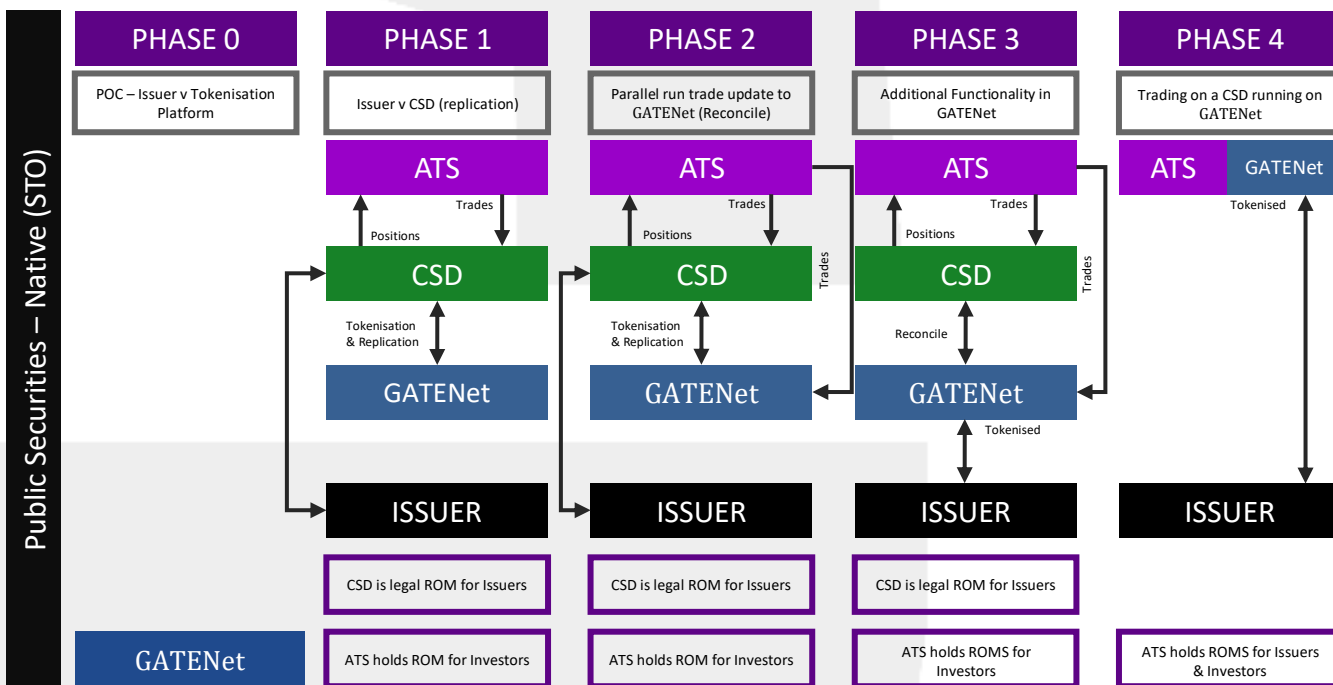 Public Securities – Native (STO)
PHASE 0
POC – Issuer v Tokenisation
Platform
GATENet
PHASE 1
Issuer v CSD (replication)
ATS
Trades
Positions
CSD
Tokenisation
& Replication
GATENet
ISSUER
CSD is legal ROM for Issuers
ATS holds ROM for Investors
PHASE 2
Parallel run trade update to
GATENet (Reconcile)
ATS
Trades
Positions
Trades
CSD
Tokenisation
& Replication
GATENet
ISSUER
CSD is legal ROM for Issuers
ATS holds ROM for Investors
PHASE 3
Additional Functionality in
GATENet
ATS
Trades
Positions
Trades
CSD
Reconcile
GATENet
Tokenised
ISSUER
CSD is legal ROM for Issuers
ATS holds ROMS for
Investors
PHASE 4
Trading on a CSD running on
GATENet
ATS
GATENet
Tokenised
ISSUER
ATS holds ROMS for Issuers
& Investors